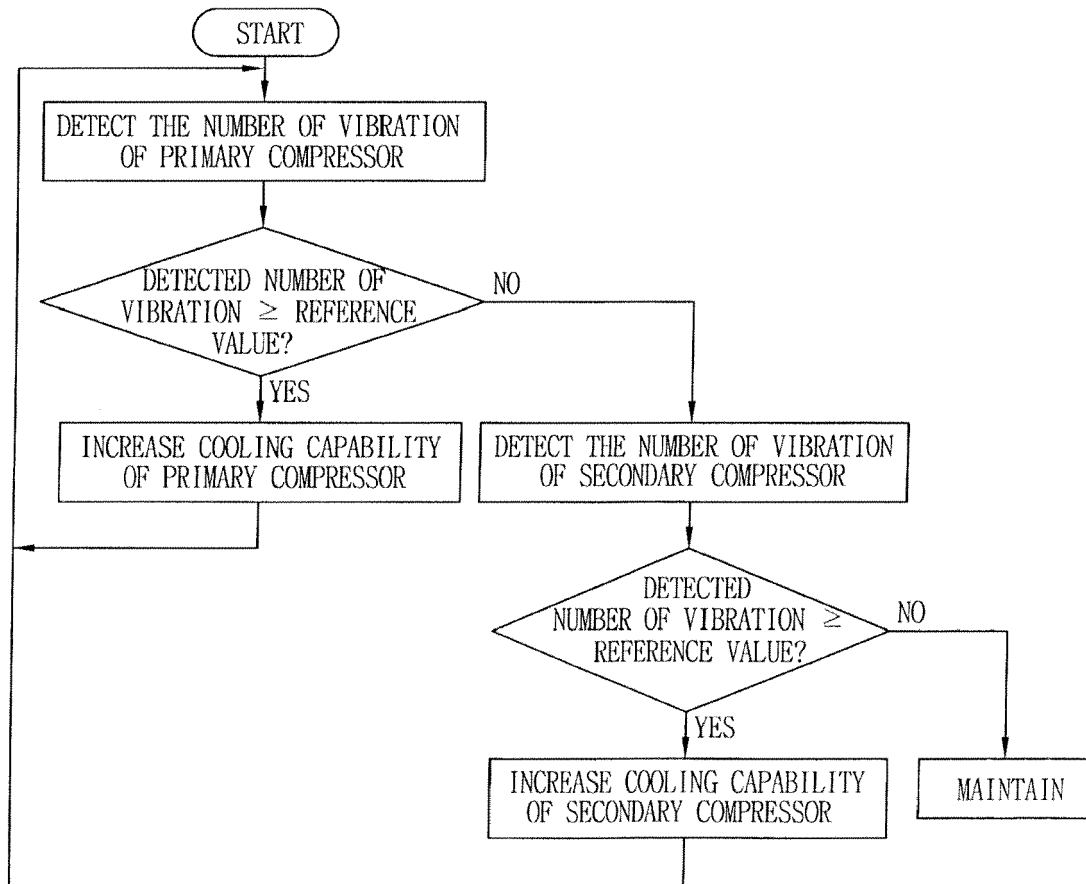 START
DETECT THE NUMBER OF VIBRATION
OF PRIMARY COMPRESSOR
DETECTED NUMBER OF
VIBRATION ≥ REFERENCE
VALUE?
NO
YES
INCREASE COOLING CAPABILITY
OF PRIMARY COMPRESSOR
DETECT THE NUMBER OF VIBRATION
OF SECONDARY COMPRESSOR
DETECTED
NUMBER OF VIBRATION ≥
REFERENCE VALUE?
NO
YES
INCREASE COOLING CAPABILITY
OF SECONDARY COMPRESSOR
MAINTAIN